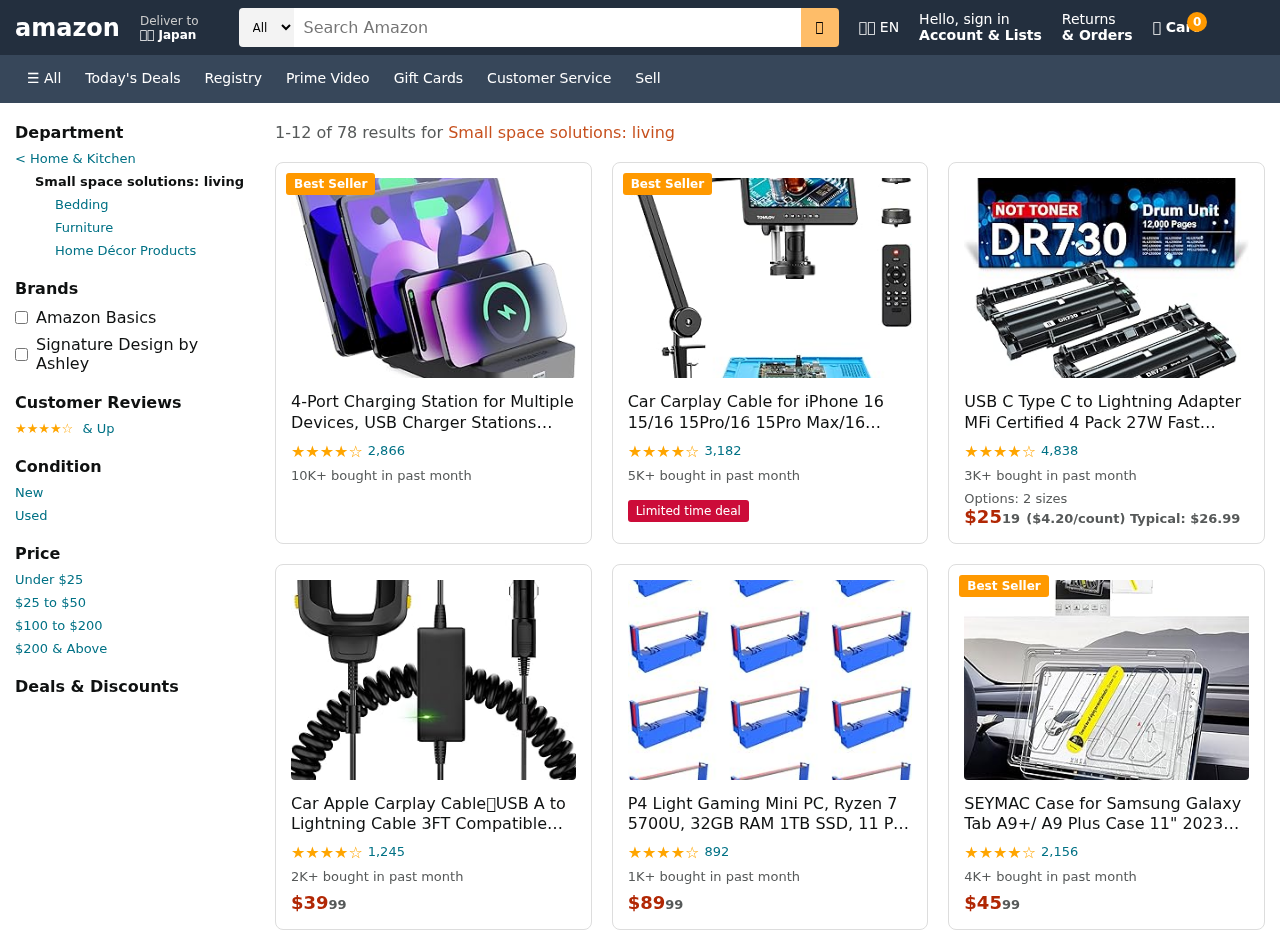 amazon
Deliver to
Japan
All
Search Amazon
EN
Hello, sign in
Account & Lists
Returns
& Orders
0
☰ All
Today's Deals
Registry
Prime Video
Gift Cards
Customer Service
Sell
Department
< Home & Kitchen
Small space solutions: living
Bedding
Furniture
Home Décor Products
Brands
Amazon Basics
Signature Design by
Ashley
Customer Reviews
★★★★☆ & Up
Condition
New
Used
Price
Under $25
$25 to $50
$100 to $200
$200 & Above
Deals & Discounts
1-12 of 78 results for Small space solutions: living
Best Seller
4-Port Charging Station for Multiple
Devices, USB Charger Stations...
★★★★☆ 2,866
10K+ bought in past month
Best Seller
TOMLOV
Car Carplay Cable for iPhone 16
15/16 15Pro/16 15Pro Max/16...
★★★★☆ 3,182
5K+ bought in past month
Limited time deal
NOT TONER
DR730
Drum Unit
12,000 Pages
DR730
USB C Type C to Lightning Adapter
MFi Certified 4 Pack 27W Fast...
★★★★☆ 4,838
3K+ bought in past month
Options: 2 sizes
$25 19 ($4.20/count) Typical: $26.99
Car Apple Carplay Cable USB A to
Lightning Cable 3FT Compatible...
★★★★☆ 1,245
2K+ bought in past month
$39 99
P4 Light Gaming Mini PC, Ryzen 7
5700U, 32GB RAM 1TB SSD, 11 P...
★★★★☆ 892
1K+ bought in past month
$89 99
Best Seller
SEYMAC Case for Samsung Galaxy
Tab A9+/ A9 Plus Case 11" 2023...
★★★★☆ 2,156
4K+ bought in past month
$45 99